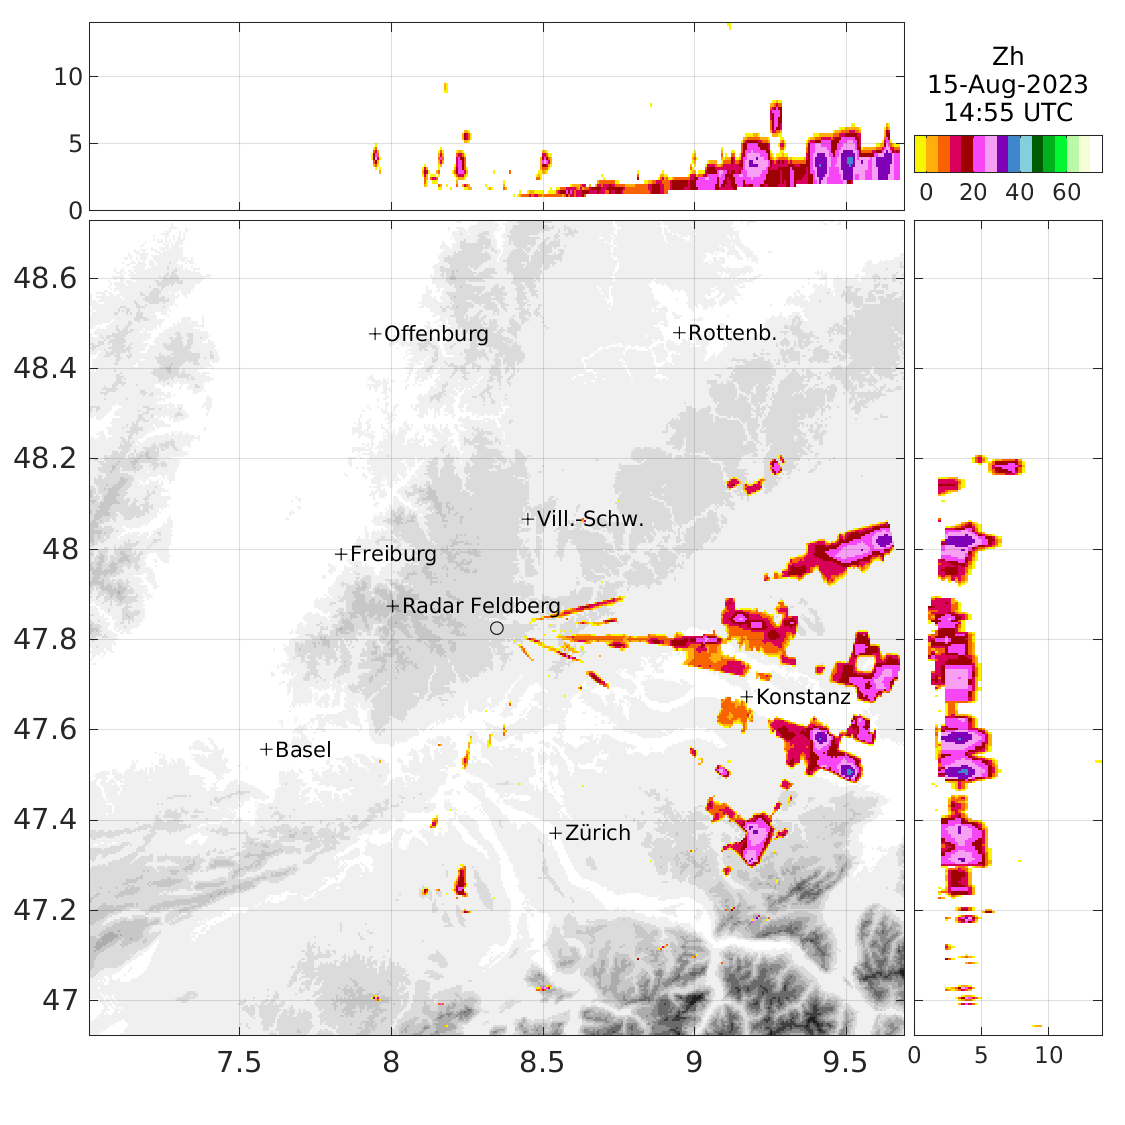 10
5
0
Zh
15-Aug-2023
14:55 UTC
0 20 40 60
48.6
48.4
48.2
48
47.8
47.6
47.4
47.2
47
Offenburg
Rottenb.
Vill.-Schw.
Freiburg
Radar Feldberg
Konstanz
Basel
Zürich
7.5 8 8.5 9 9.5
0 5 10